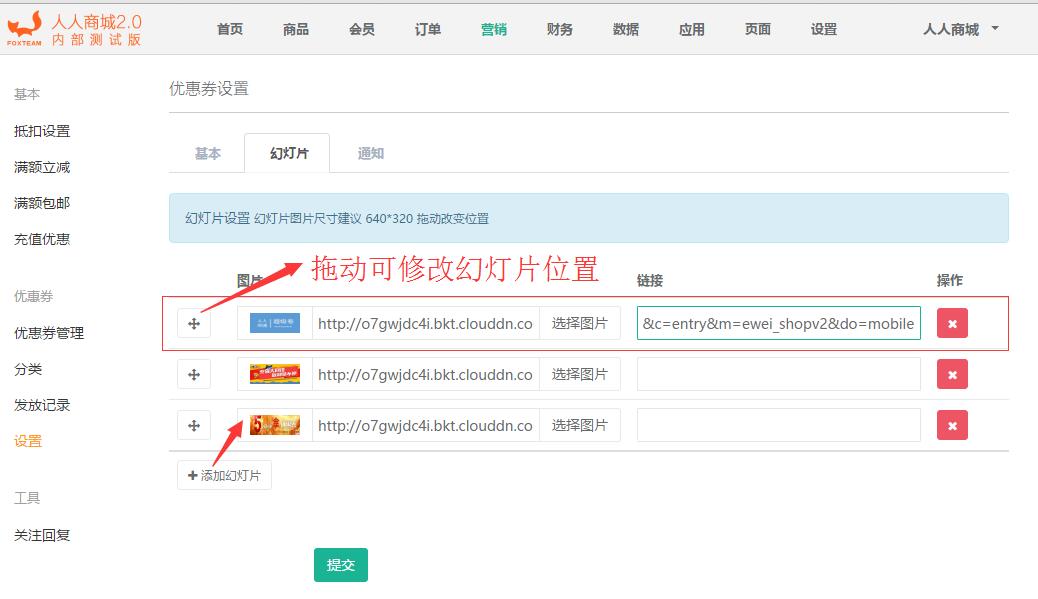 人人商城2.0
内部测试版
FOXTEAM
首页 商品 会员 订单 营销 财务 数据 应用 页面 设置 人人商城
基本
抵扣设置
满额立减
满额包邮
充值优惠
优惠券
优惠券管理
分类
发放记录
设置
工具
关注回复
优惠券设置
基本 幻灯片 通知
幻灯片设置 幻灯片图片尺寸建议 640*320 拖动改变位置
拖动可修改幻灯片位置
图片 链接 操作
http://o7gwjdc4i.bkt.clouddn.co 选择图片 &c=entry&m=ewei_shopv2&do=mobile
http://o7gwjdc4i.bkt.clouddn.co 选择图片
http://o7gwjdc4i.bkt.clouddn.co 选择图片
添加幻灯片
提交